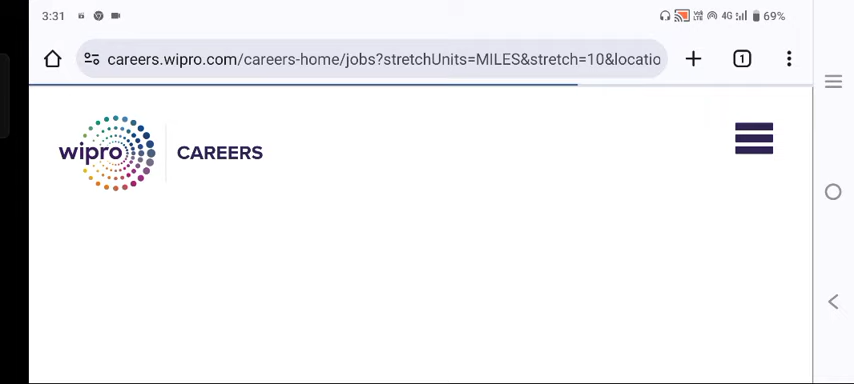 3:31 4G 69%
careers.wipro.com/careers-home/jobs?stretchUnits=MILES&stretch=10&locatio
1
wipro CAREERS